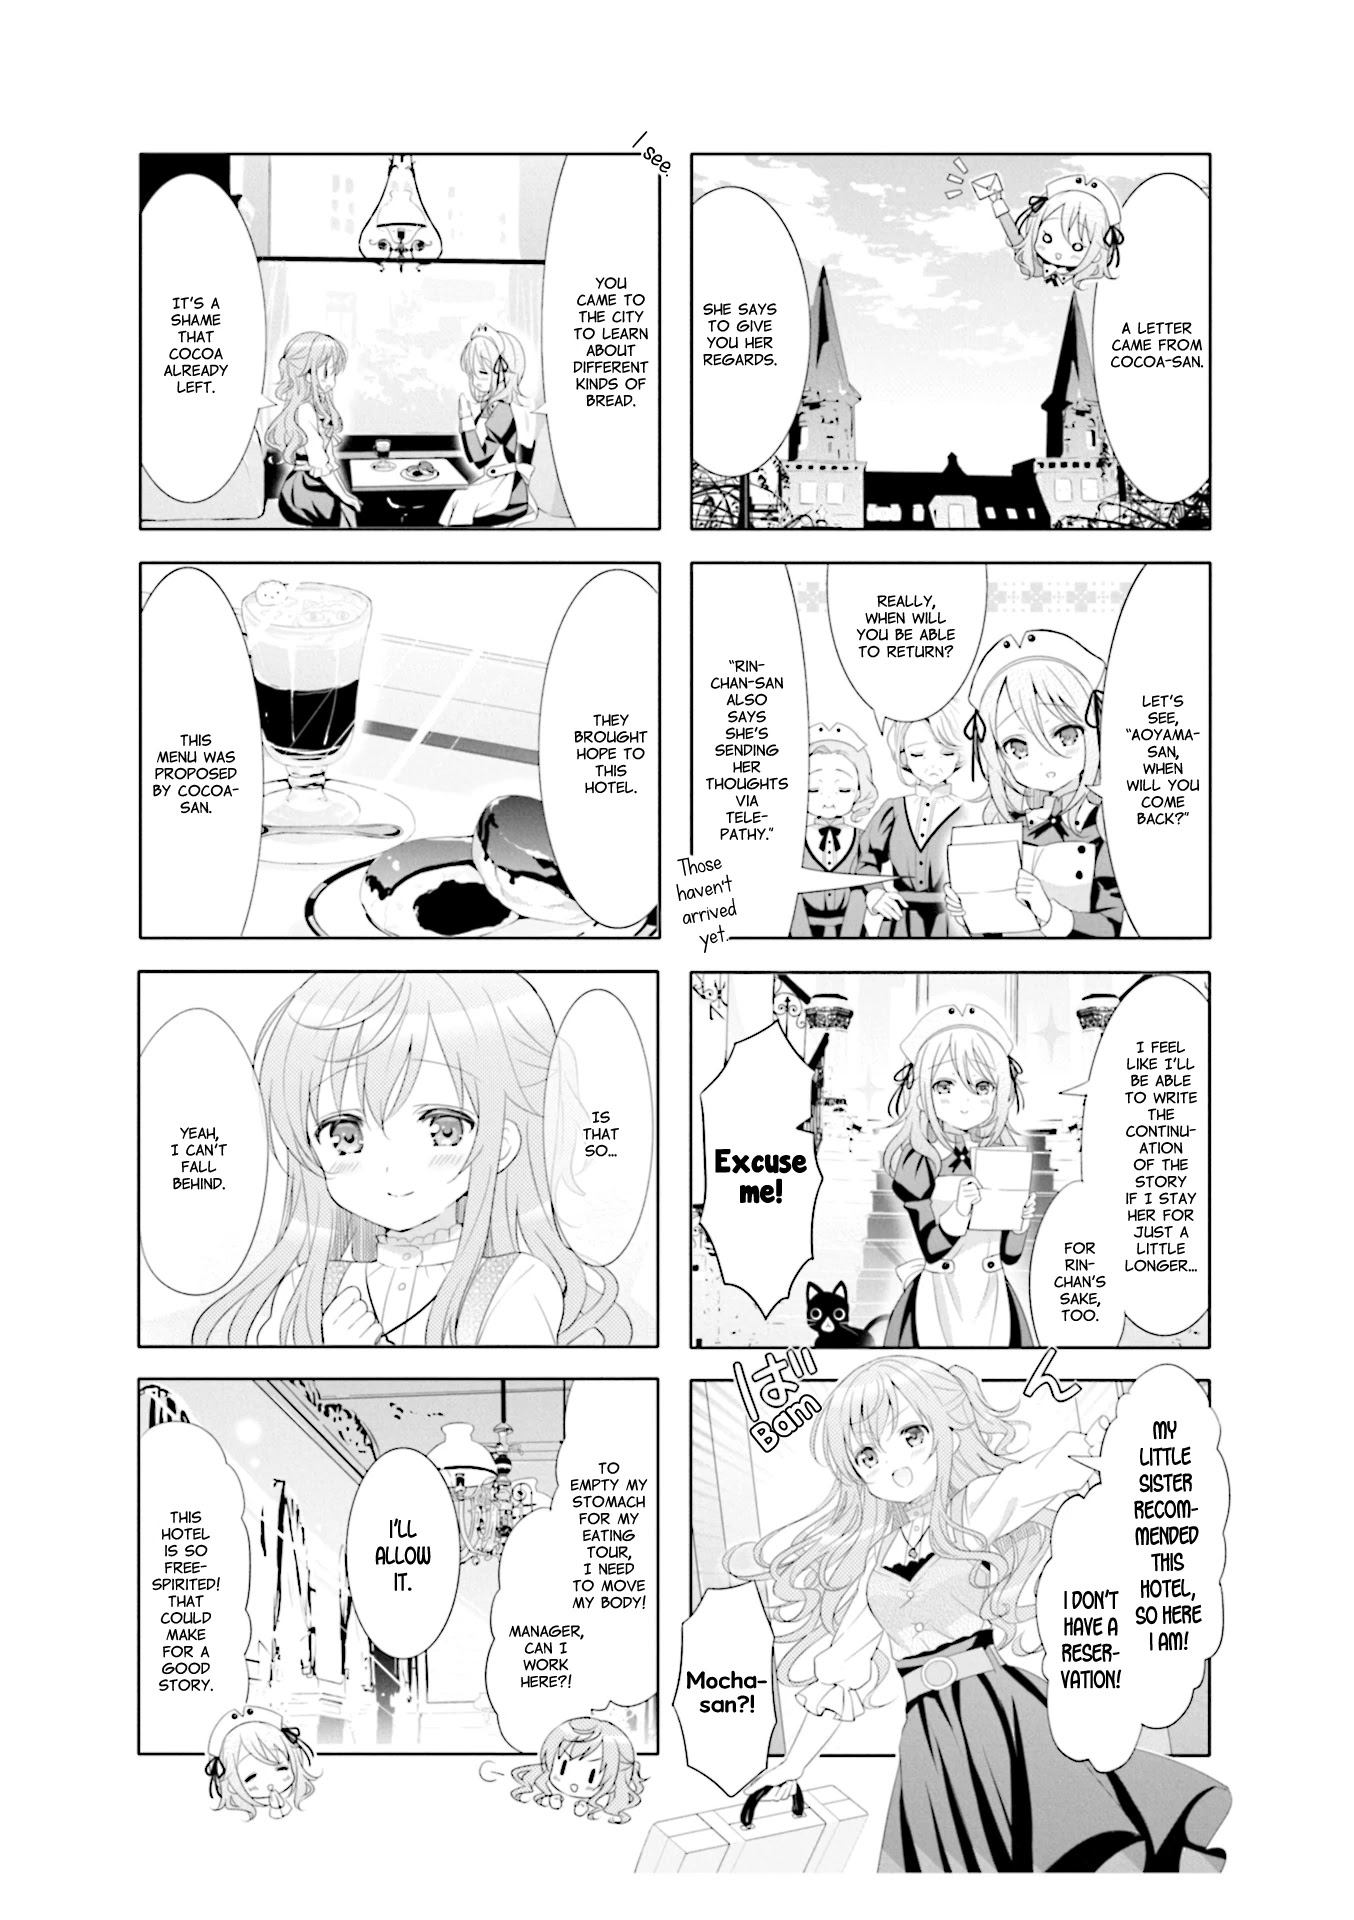 A LETTER
CAME FROM
COCOA-SAN.
SHE SAYS
TO GIVE
YOU HER
REGARDS.
LET'S
SEE,
"AOYAMA-
SAN,
WHEN
WILL YOU
COME
BACK?"
REALLY,
WHEN WILL
YOU BE ABLE
TO RETURN?
"RIN-
CHAN-SAN
ALSO
SAYS
SHE'S
SENDING
HER
THOUGHTS
VIA
TELE-
PATHY."
Those
haven't
arrived
yet.
I FEEL
LIKE I'LL
BE ABLE
TO WRITE
THE
CONTINU-
ATION
OF THE
STORY
IF I STAY
HER FOR
JUST A
LITTLE
LONGER...
FOR
RIN-
CHAN'S
SAKE,
TOO.
Excuse
me!
ばぁん
Bam
MY
LITTLE
SISTER
RECOM-
MENDED
THIS
HOTEL,
SO HERE
I AM!
I DON'T
HAVE A
RESER-
VATION!
Mocha-
san?!
I see.
YOU
CAME TO
THE CITY
TO LEARN
ABOUT
DIFFERENT
KINDS OF
BREAD.
IT'S A
SHAME
THAT
COCOA
ALREADY
LEFT.
THEY
BROUGHT
HOPE TO
THIS
HOTEL.
THIS
MENU WAS
PROPOSED
BY COCOA-
SAN.
IS
THAT
SO...
YEAH,
I CAN'T
FALL
BEHIND.
TO
EMPTY MY
STOMACH
FOR MY
EATING
TOUR,
I NEED
TO MOVE
MY BODY!
MANAGER,
CAN I
WORK
HERE?!
I'LL
ALLOW
IT.
THIS
HOTEL
IS SO
FREE-
SPIRITED!
THAT
COULD
MAKE
FOR A
GOOD
STORY.